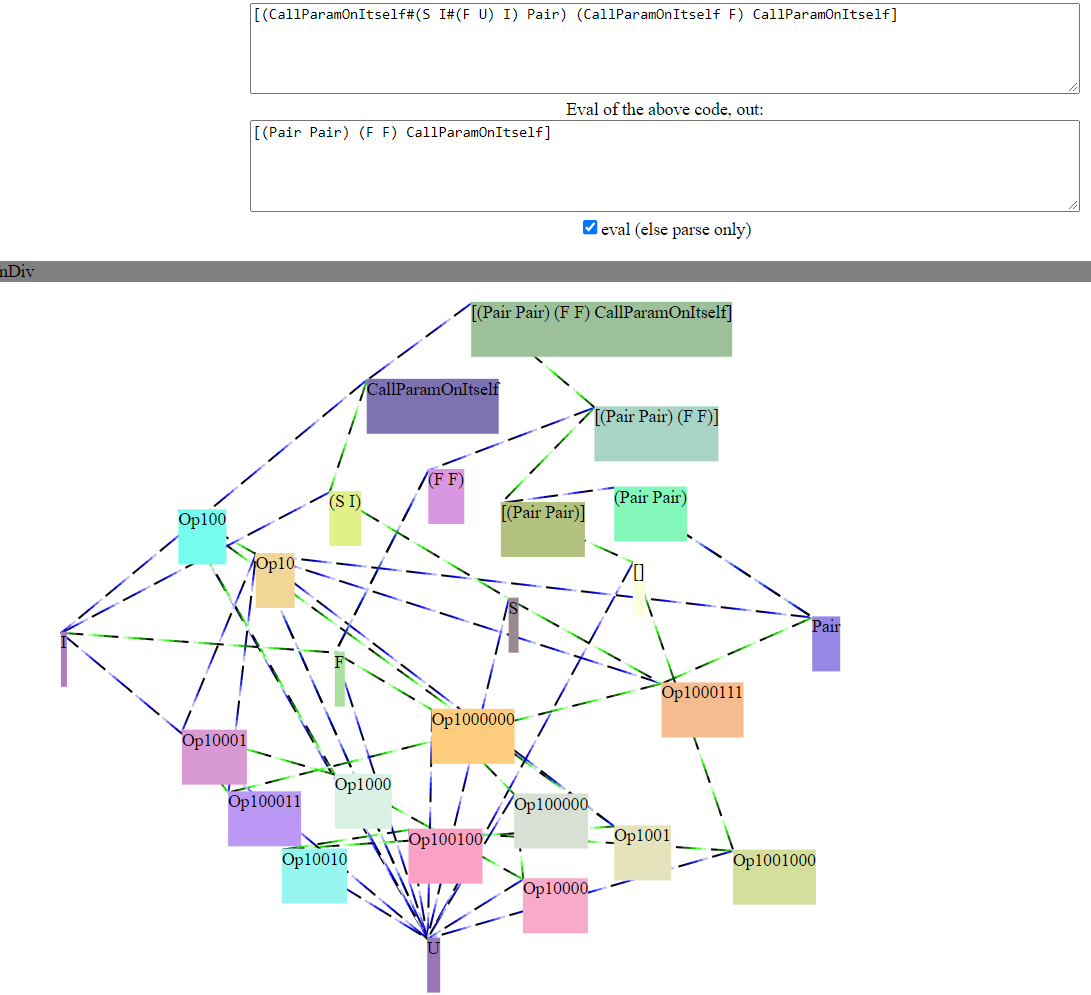 [(CallParamOnItself#(S I#(F U) I) Pair) (CallParamOnItself F) CallParamOnItself]
Eval of the above code, out:
[(Pair Pair) (F F) CallParamOnItself]
eval (else parse only)
nDiv
[(Pair Pair) (F F) CallParamOnItself]
CallParamOnItself
[(Pair Pair) (F F)]
(F F)
(S I)
(Pair Pair)
[(Pair Pair)]
Op100
Op10
[]
S
I
Pair
F
Op1000111
Op1000000
Op10001
Op1000
Op100011
Op100000
Op100100
Op1001
Op10010
Op1001000
Op10000
U